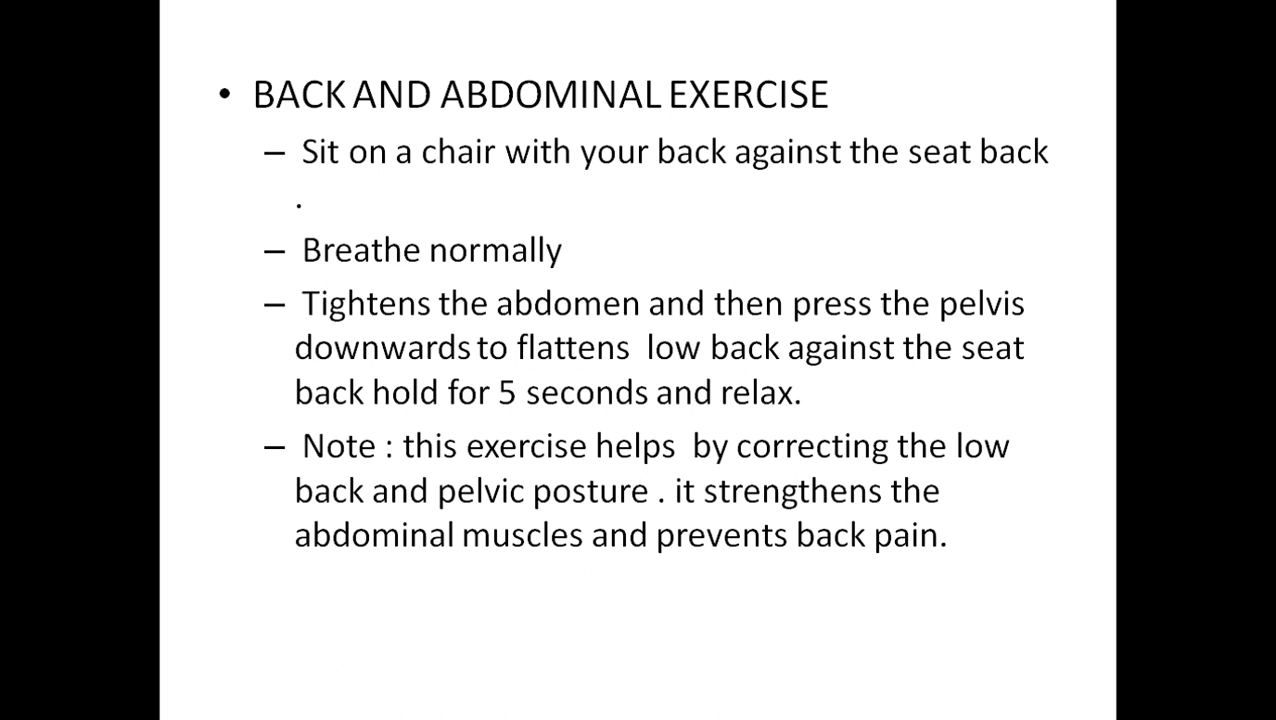 • BACK AND ABDOMINAL EXERCISE
– Sit on a chair with your back against the seat back
.
– Breathe normally
– Tightens the abdomen and then press the pelvis
downwards to flattens low back against the seat
back hold for 5 seconds and relax.
– Note : this exercise helps by correcting the low
back and pelvic posture . it strengthens the
abdominal muscles and prevents back pain.